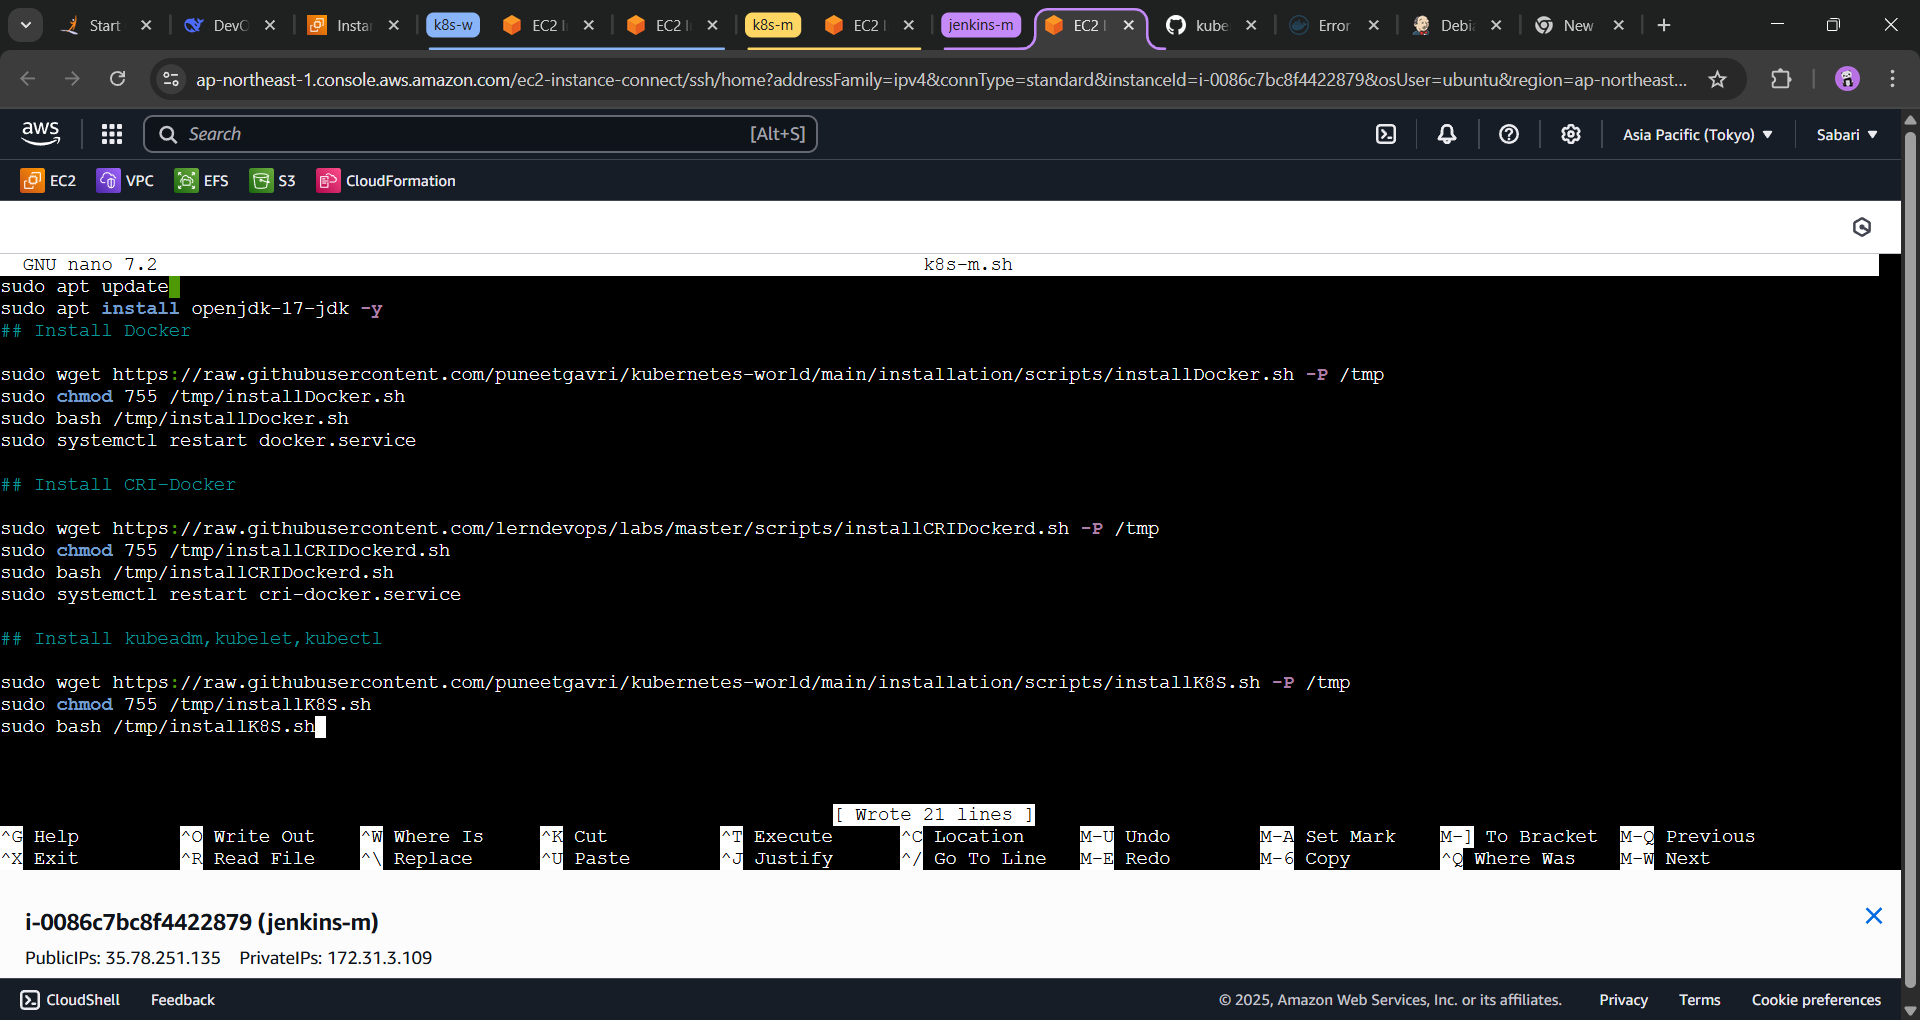 Start
DevO
Instar
k8s-w
EC2 I
EC2 I
k8s-m
EC2 I
jenkins-m
EC2 I
kube
Error
Debi
New
ap-northeast-1.console.aws.amazon.com/ec2-instance-connect/ssh/home?addressFamily=ipv4&connType=standard&instanceId=i-0086c7bc8f4422879&osUser=ubuntu&region=ap-northeast...
aws
Search [Alt+S]
Asia Pacific (Tokyo)
Sabari
EC2 VPC EFS S3 CloudFormation
GNU nano 7.2 k8s-m.sh
sudo apt update
sudo apt install openjdk-17-jdk -y
## Install Docker
sudo wget https://raw.githubusercontent.com/puneetgavri/kubernetes-world/main/installation/scripts/installDocker.sh -P /tmp
sudo chmod 755 /tmp/installDocker.sh
sudo bash /tmp/installDocker.sh
sudo systemctl restart docker.service
## Install CRI-Docker
sudo wget https://raw.githubusercontent.com/lerndevops/labs/master/scripts/installCRIDockerd.sh -P /tmp
sudo chmod 755 /tmp/installCRIDockerd.sh
sudo bash /tmp/installCRIDockerd.sh
sudo systemctl restart cri-docker.service
## Install kubeadm,kubelet,kubectl
sudo wget https://raw.githubusercontent.com/puneetgavri/kubernetes-world/main/installation/scripts/installK8S.sh -P /tmp
sudo chmod 755 /tmp/installK8S.sh
sudo bash /tmp/installK8S.sh
[ Wrote 21 lines ]
^G Help ^O Write Out ^W Where Is ^K Cut ^T Execute ^C Location M-U Undo M-A Set Mark M-] To Bracket M-Q Previous
^X Exit ^R Read File ^\ Replace ^U Paste ^J Justify ^/ Go To Line M-E Redo M-6 Copy ^Q Where Was M-W Next
i-0086c7bc8f4422879 (jenkins-m)
PublicIPs: 35.78.251.135 PrivateIPs: 172.31.3.109
CloudShell Feedback © 2025, Amazon Web Services, Inc. or its affiliates. Privacy Terms Cookie preferences